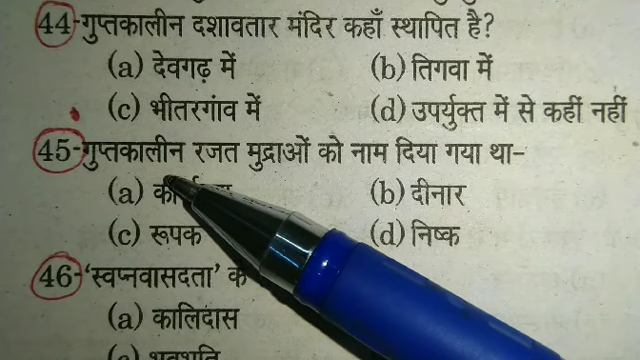 44-गुप्तकालीन दशावतार मंदिर कहाँ स्थापित है?
(a) देवगढ़ में (b) तिगवा में
(c) भीतरगांव में (d) उपर्युक्त में से कहीं नहीं
45-गुप्तकालीन रजत मुद्राओं को नाम दिया गया था-
(a) (b) दीनार
(c) रूपक (d) निष्क
46-‘स्वप्नवासदता’
(a) कालिदास